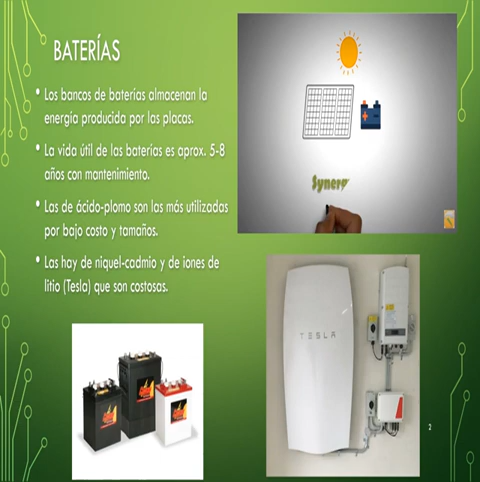 BATERÍAS
• Los bancos de baterías almacenan la
energía producida por las placas.
• La vida útil de las baterías es aprox. 5-8
años con mantenimiento.
• Las de ácido-plomo son las más utilizadas
por bajo costo y tamaños.
• Las hay de niquel-cadmio y de iones de
litio (Tesla) que son costosas.
Synerg
TESLA
2